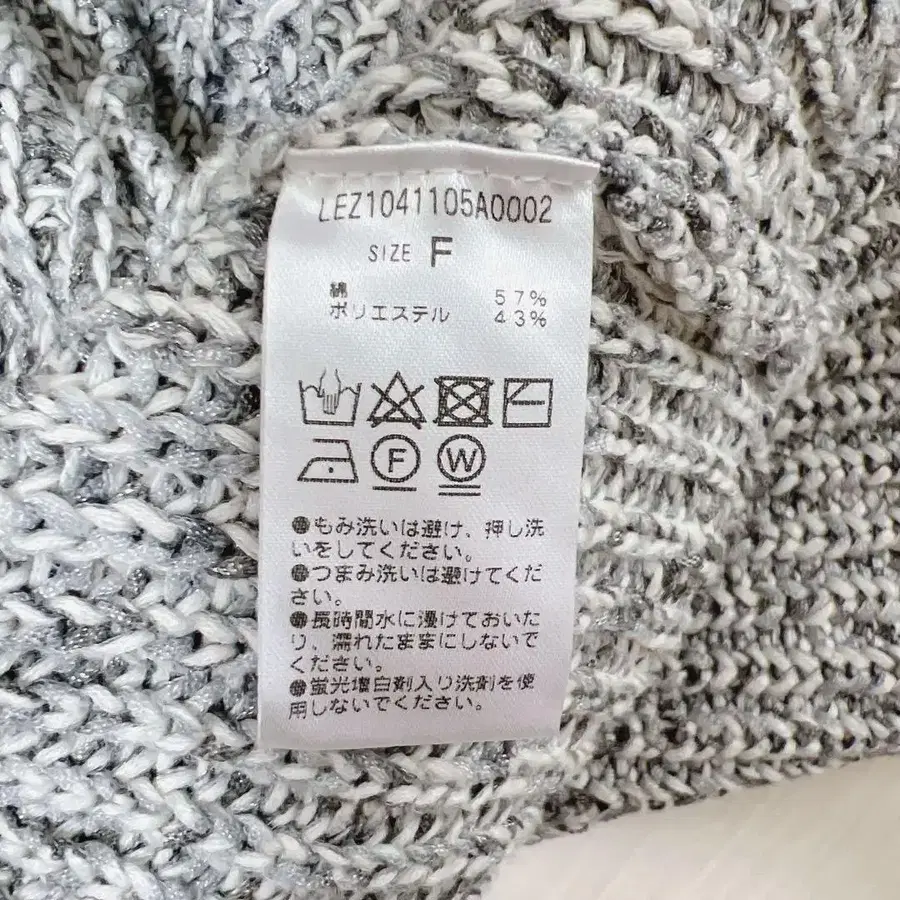 LEZ1041105A0002
SIZE F
綿 57%
ポリエステル 43%
F W
●もみ洗いは避け、押し洗
いをしてください。
●つまみ洗いは避けてくだ
さい。
●長時間水に浸けておいた
り、濡れたままにしないで
ください。
●蛍光増白剤入り洗剤を使
用しないでください。